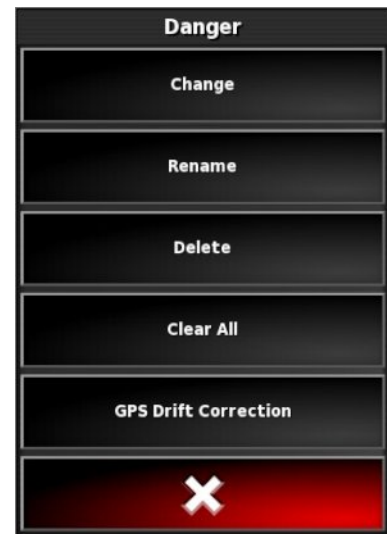 Danger
Change
Rename
Delete
Clear All
GPS Drift Correction